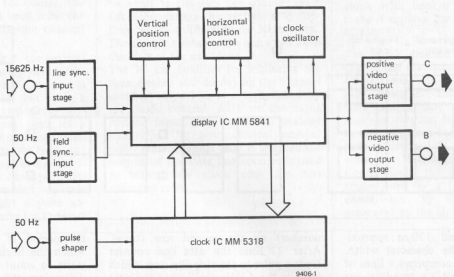 Vertical
position
control
horizontal
position
control
clock
oscillator
15625 Hz
line sync.
input
stage
positive
video
output
stage
C
display IC MM 5841
50 Hz
field
sync.
input
stage
negative
video
output
stage
B
50 Hz
pulse
shaper
clock IC MM 5318
9406-1